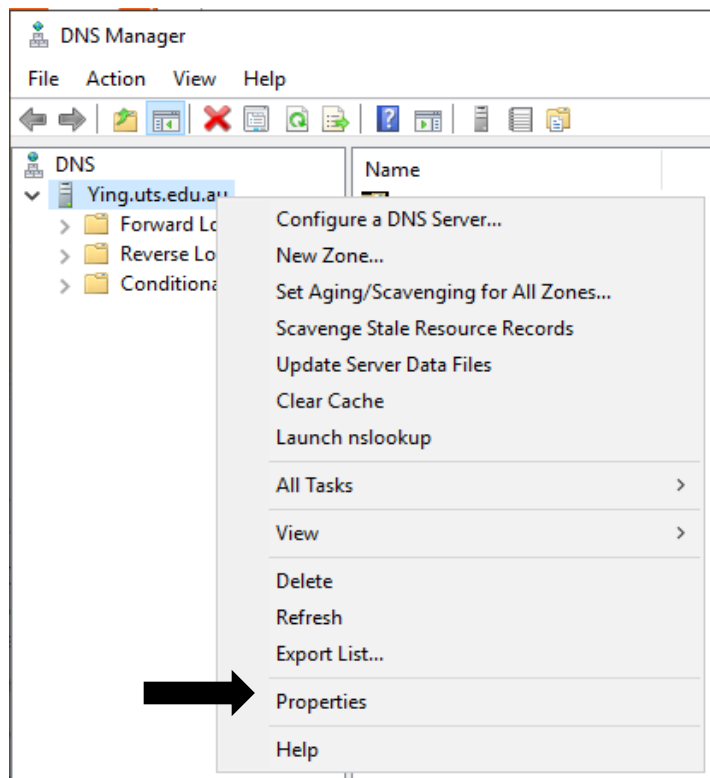 DNS Manager
File Action View Help
DNS
Name
Ying.uts.edu.au
Forward Lo
Reverse Lo
Conditiona
Configure a DNS Server...
New Zone...
Set Aging/Scavenging for All Zones...
Scavenge Stale Resource Records
Update Server Data Files
Clear Cache
Launch nslookup
All Tasks
View
Delete
Refresh
Export List...
Properties
Help